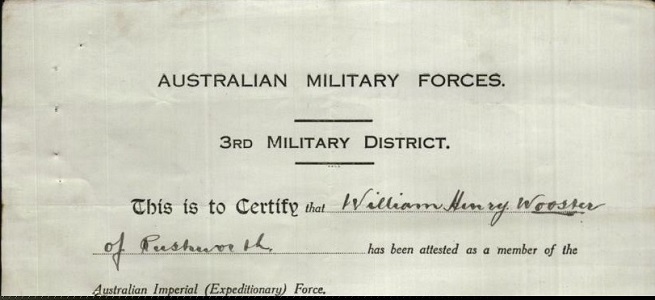 AUSTRALIAN MILITARY FORCES.
3RD MILITARY DISTRICT.
This is to Certify that William Henry Wooster
of Rushworth has been attested as a member of the
Australian Imperial (Expeditionary) Force.